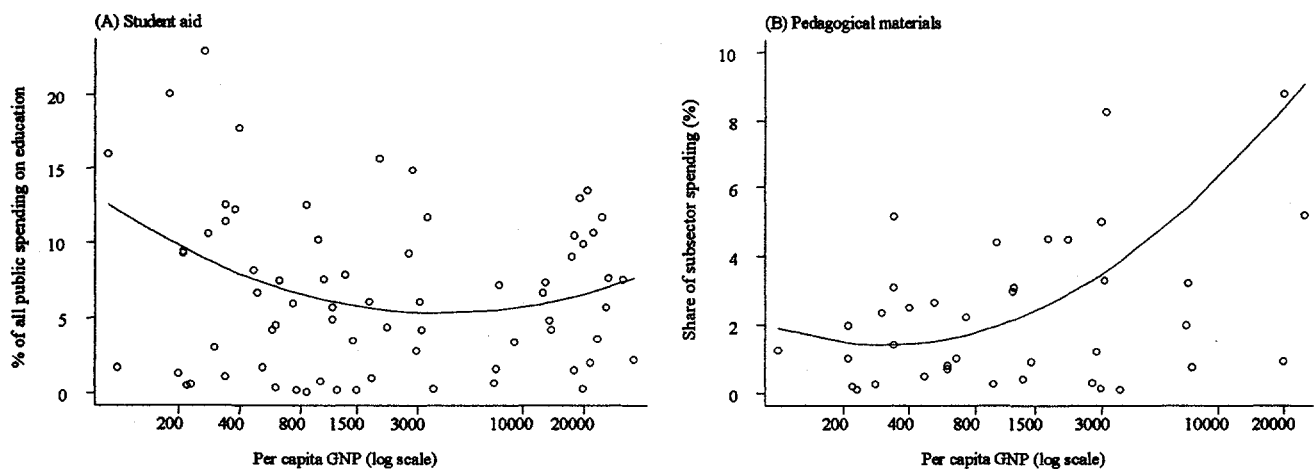 (A) Student aid
% of all public spending on education
20
15
10
5
0
200 400 800 1500 3000 10000 20000
Per capita GNP (log scale)
(B) Pedagogical materials
Share of subsector spending (%)
10
8
6
4
2
0
200 400 800 1500 3000 10000 20000
Per capita GNP (log scale)